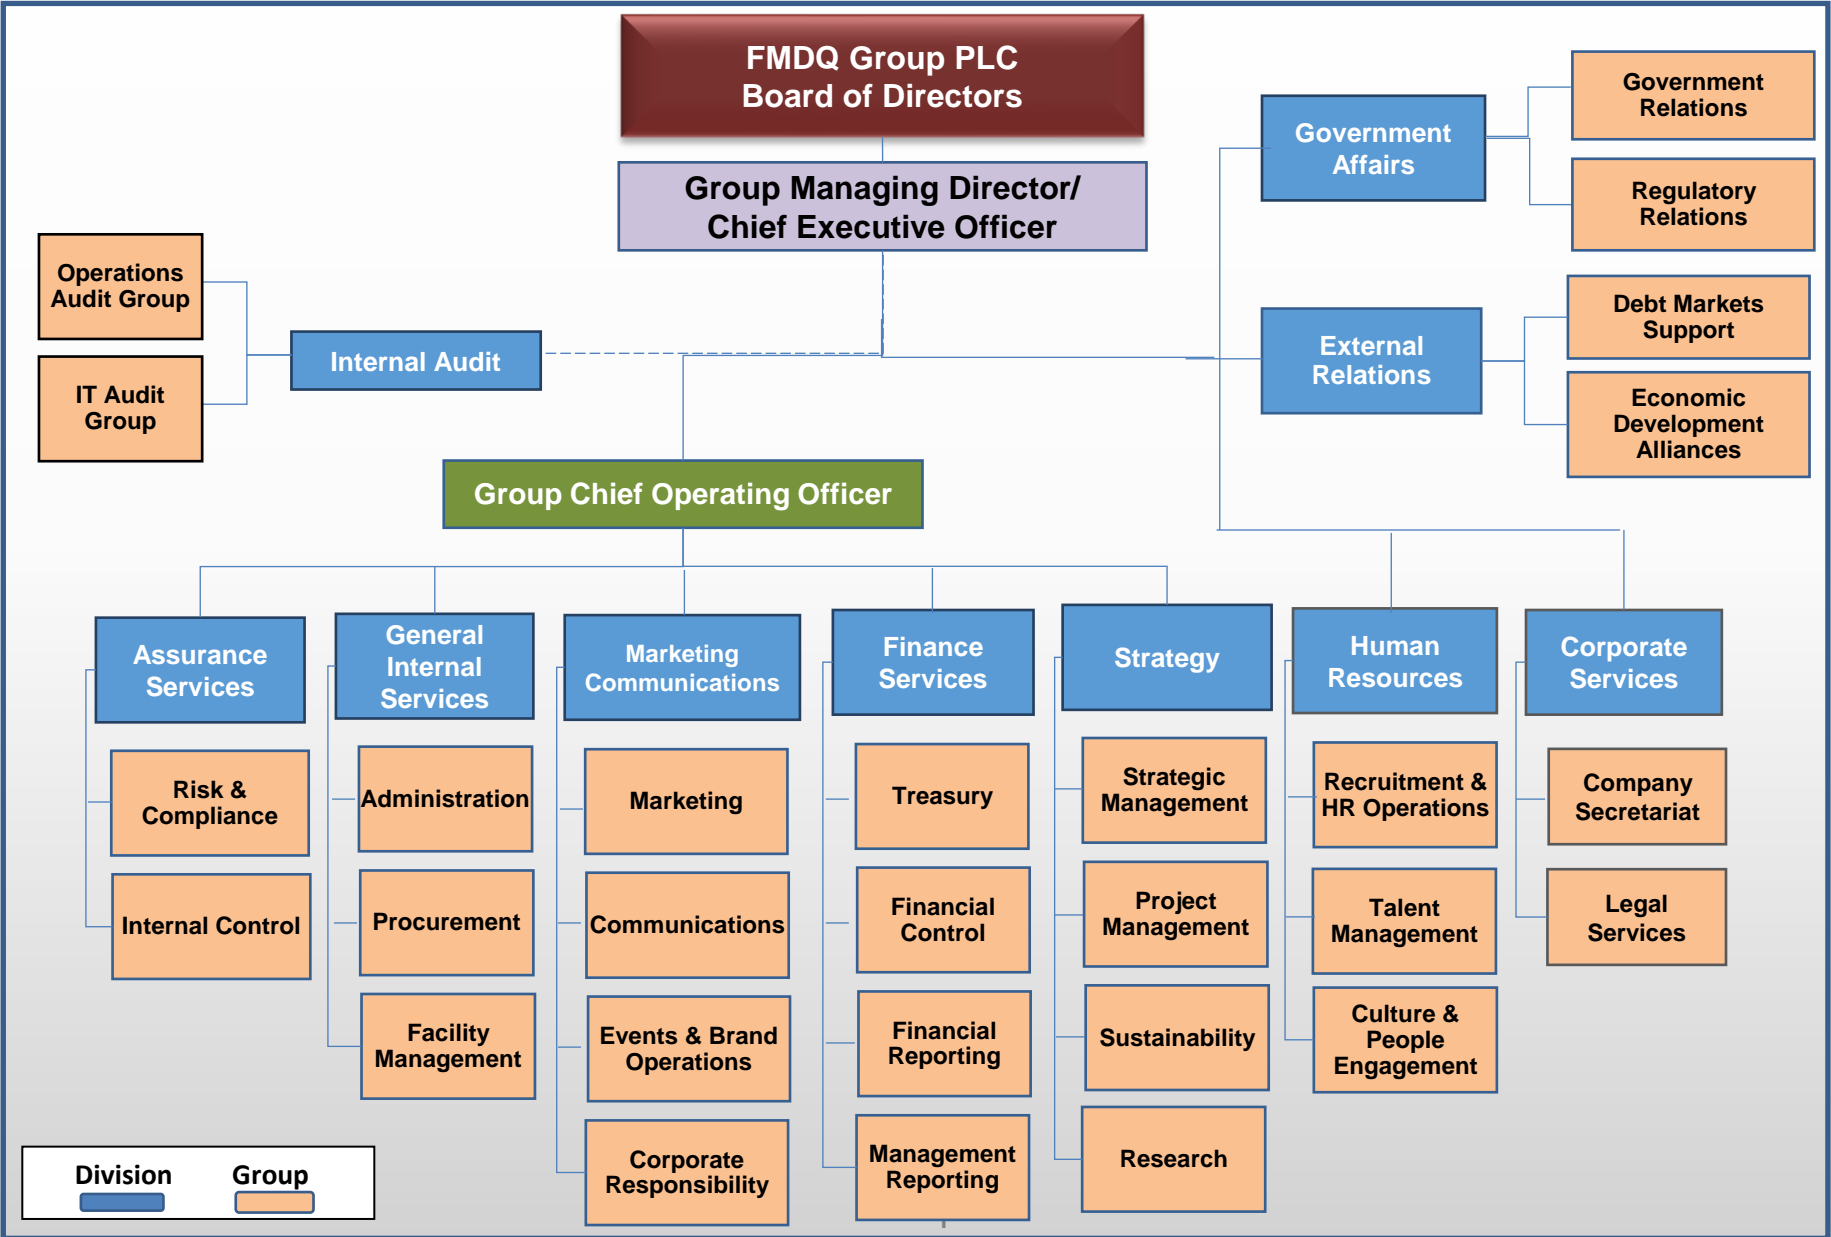 FMDQ Group PLC
Board of Directors
Group Managing Director/
Chief Executive Officer
Government
Affairs
Government
Relations
Regulatory
Relations
External
Relations
Debt Markets
Support
Economic
Development
Alliances
Operations
Audit Group
IT Audit
Group
Internal Audit
Group Chief Operating Officer
Assurance
Services
Risk &
Compliance
Internal Control
General
Internal
Services
Administration
Procurement
Facility
Management
Marketing
Communications
Marketing
Communications
Events & Brand
Operations
Corporate
Responsibility
Finance
Services
Treasury
Financial
Control
Financial
Reporting
Management
Reporting
Strategy
Strategic
Management
Project
Management
Sustainability
Research
Human
Resources
Recruitment &
HR Operations
Talent
Management
Culture &
People
Engagement
Corporate
Services
Company
Secretariat
Legal
Services
Division Group